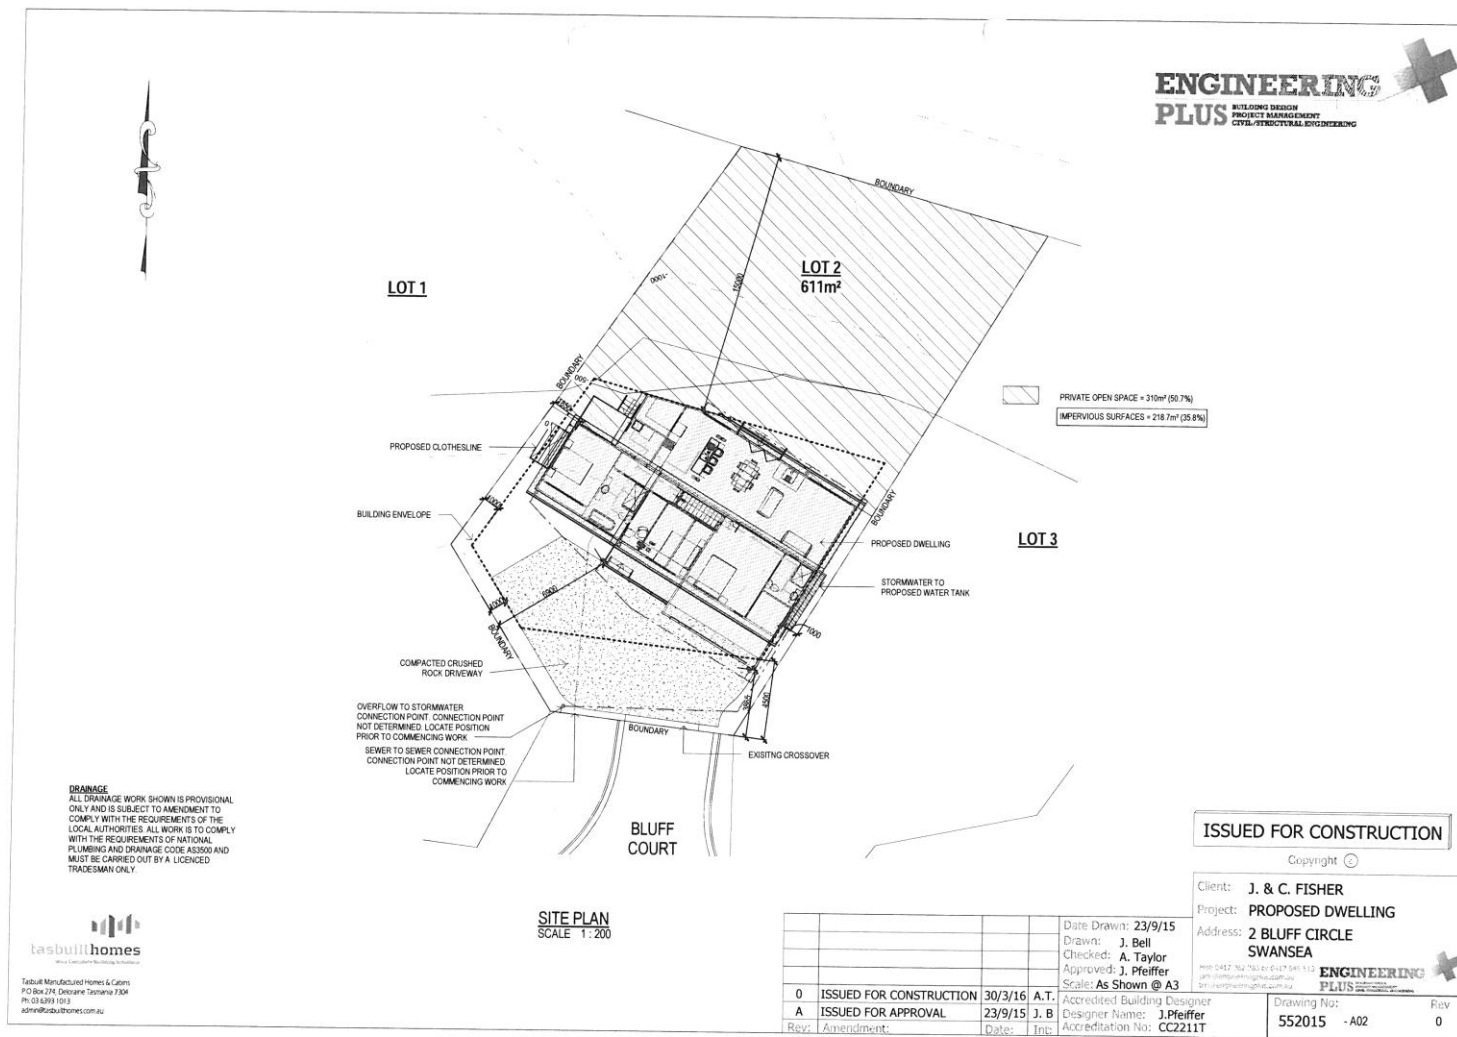 ENGINEERING
PLUS
BUILDING DESIGN
PROJECT MANAGEMENT
CIVIL/STRUCTURAL ENGINEERING
BOUNDARY
LOT 2
611m²
15000
-1000
LOT 1
BOUNDARY
-500
PRIVATE OPEN SPACE = 310m² (50.7%)
IMPERVIOUS SURFACES = 218.7m² (35.8%)
0
PROPOSED CLOTHESLINE
1000
BUILDING ENVELOPE
BOUNDARY
LOT 3
PROPOSED DWELLING
STORMWATER TO
PROPOSED WATER TANK
6900
4000
1000
BOUNDARY
COMPACTED CRUSHED
ROCK DRIVEWAY
4500
OVERFLOW TO STORMWATER
CONNECTION POINT. CONNECTION POINT
NOT DETERMINED. LOCATE POSITION
PRIOR TO COMMENCING WORK
BOUNDARY
SEWER TO SEWER CONNECTION POINT.
CONNECTION POINT NOT DETERMINED
LOCATE POSITION PRIOR TO
COMMENCING WORK
EXISITNG CROSSOVER
BLUFF
COURT
DRAINAGE
ALL DRAINAGE WORK SHOWN IS PROVISIONAL
ONLY AND IS SUBJECT TO AMENDMENT TO
COMPLY WITH THE REQUIREMENTS OF THE
LOCAL AUTHORITIES. ALL WORK IS TO COMPLY
WITH THE REQUIREMENTS OF NATIONAL
PLUMBING AND DRAINAGE CODE AS3500 AND
MUST BE CARRIED OUT BY A LICENCED
TRADESMAN ONLY.
tasbuilthomes
Tasbuilt Manufactured Homes & Cabins
P.O Box 274, Deloraine Tasmania 7304
Ph: 03 6393 1013
admin@tasbuilthomes.com.au
SITE PLAN
SCALE 1 : 200
ISSUED FOR CONSTRUCTION
Copyright ©
Client: J. & C. FISHER
Project: PROPOSED DWELLING
Address: 2 BLUFF CIRCLE
SWANSEA
ENGINEERING
PLUS
Date Drawn: 23/9/15
Drawn: J. Bell
Checked: A. Taylor
Approved: J. Pfeiffer
Scale: As Shown @ A3
Accredited Building Designer
Designer Name: J.Pfeiffer
Accreditation No: CC2211T
0 ISSUED FOR CONSTRUCTION 30/3/16 A.T.
A ISSUED FOR APPROVAL 23/9/15 J. B
Rev: Amendment: Date: Int:
Drawing No: Rev
552015 - A02 0